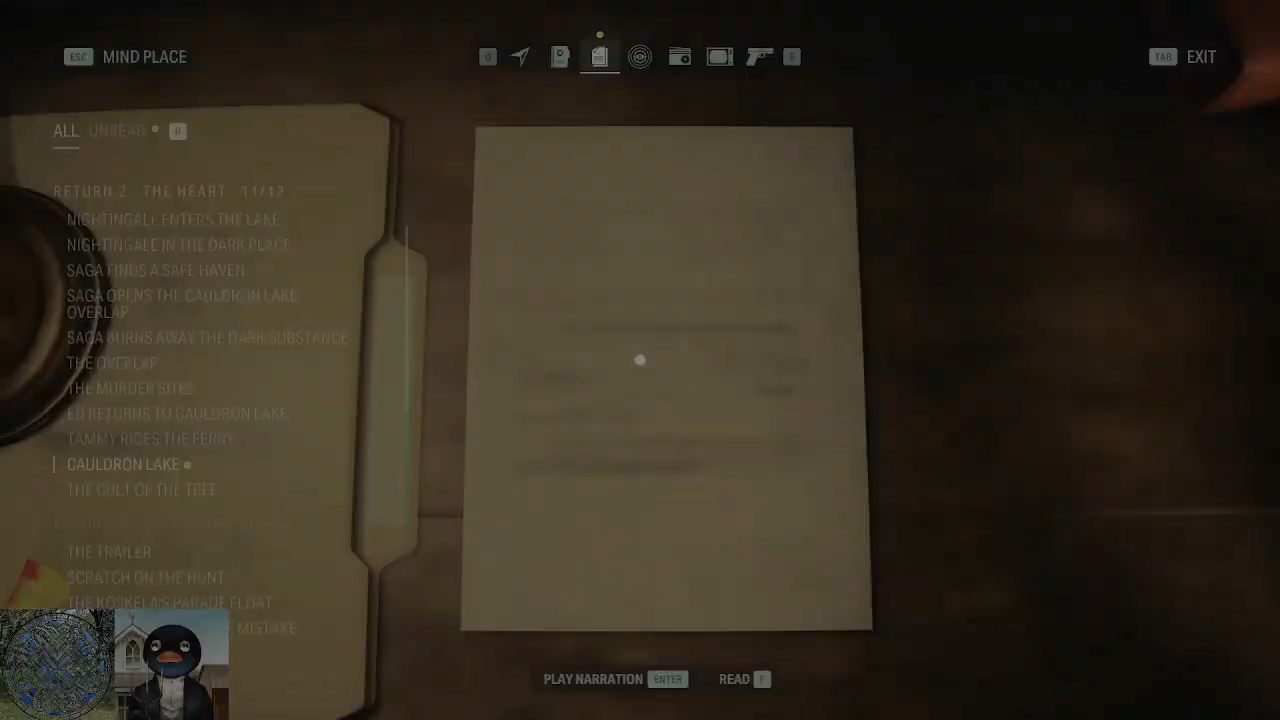 ESC MIND PLACE
Q
E
TAB EXIT
ALL UNREAD
RETURN 2 - THE HEART 11/12
NIGHTINGALE ENTERS THE LAKE
NIGHTINGALE IN THE DARK PLACE
SAGA FINDS A SAFE HAVEN
SAGA OPENS THE CAULDRON LAKE
OVERLAP
SAGA BURNS AWAY THE DARK SUBSTANCE
THE OVERLAP
THE MURDER SITES
ED RETURNS TO CAULDRON LAKE
TAMMY RIDES THE FERRY
CAULDRON LAKE
THE CULT OF THE TREE
THE TRAILER
SCRATCH ON THE HUNT
THE KOSKELA'S PARADE FLOAT
MISTAKE
PLAY NARRATION ENTER READ F